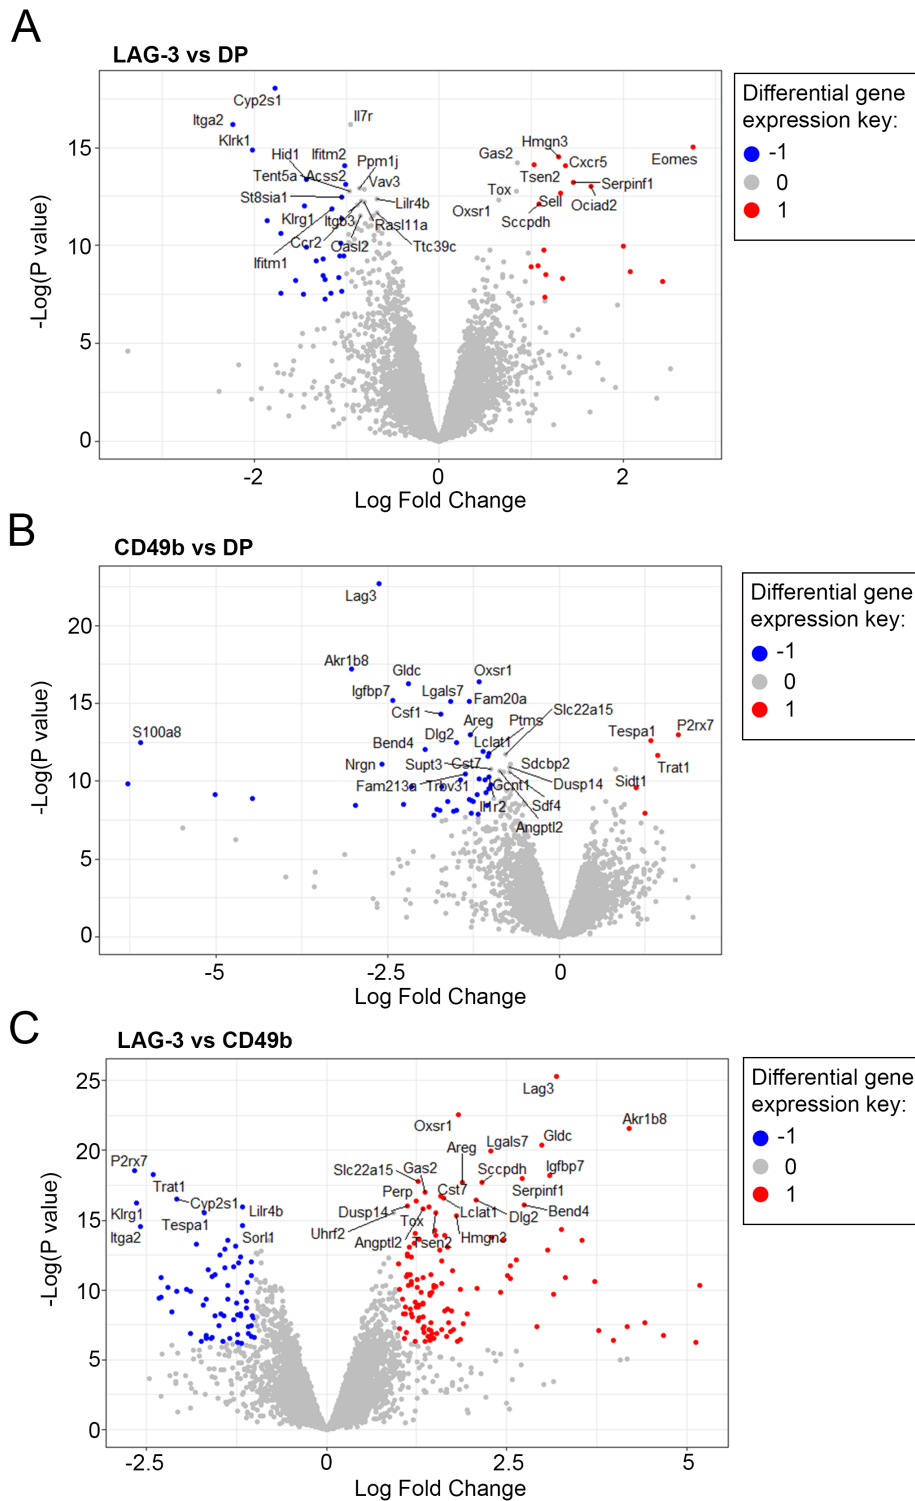 A
LAG-3 vs DP
Differential gene
expression key:
-1
0
1
Cyp2s1
Itga2
Il7r
Klrk1
Hid1
Ifitm2
Ppm1j
Tent5a
Acss2
Vav3
St8sia1
Lilr4b
Klrg1
Itgb3
Rasl11a
Ccr2
Oasl2
Ttc39c
Ifitm1
Hmgn3
Gas2
Cxcr5
Eomes
Tsen2
Serpinf1
Tox
Sell
Ociad2
Oxsr1
Sccpdh
15
10
5
0
-Log(P value)
-2
0
2
Log Fold Change
B
CD49b vs DP
Differential gene
expression key:
-1
0
1
Lag3
Akr1b8
Gldc
Oxsr1
Igfbp7
Lgals7
Fam20a
Csf1
Areg
Ptms
Slc22a15
S100a8
Dlg2
Lclat1
Bend4
Nrgn
Supt3
Cst7
Sdcbp2
Trbv31
Gcnt1
Dusp14
Il1r2
Sdf4
Angptl2
Tespa1
P2rx7
Trat1
Sidt1
20
15
10
5
0
-Log(P value)
-5
-2.5
0
Log Fold Change
C
LAG-3 vs CD49b
Differential gene
expression key:
-1
0
1
Lag3
Oxsr1
Akr1b8
Areg
Lgals7
Gldc
P2rx7
Trat1
Slc22a15
Gas2
Sccpdh
Igfbp7
Cyp2s1
Perp
Cst7
Serpinf1
Klrg1
Tespa1
Lilr4b
Dusp14
Tox
Lclat1
Dlg2
Bend4
Itga2
Sorl1
Uhrf2
Angptl2
Tsen2
Hmgn3
25
20
15
10
5
0
-Log(P value)
-2.5
0
2.5
5
Log Fold Change